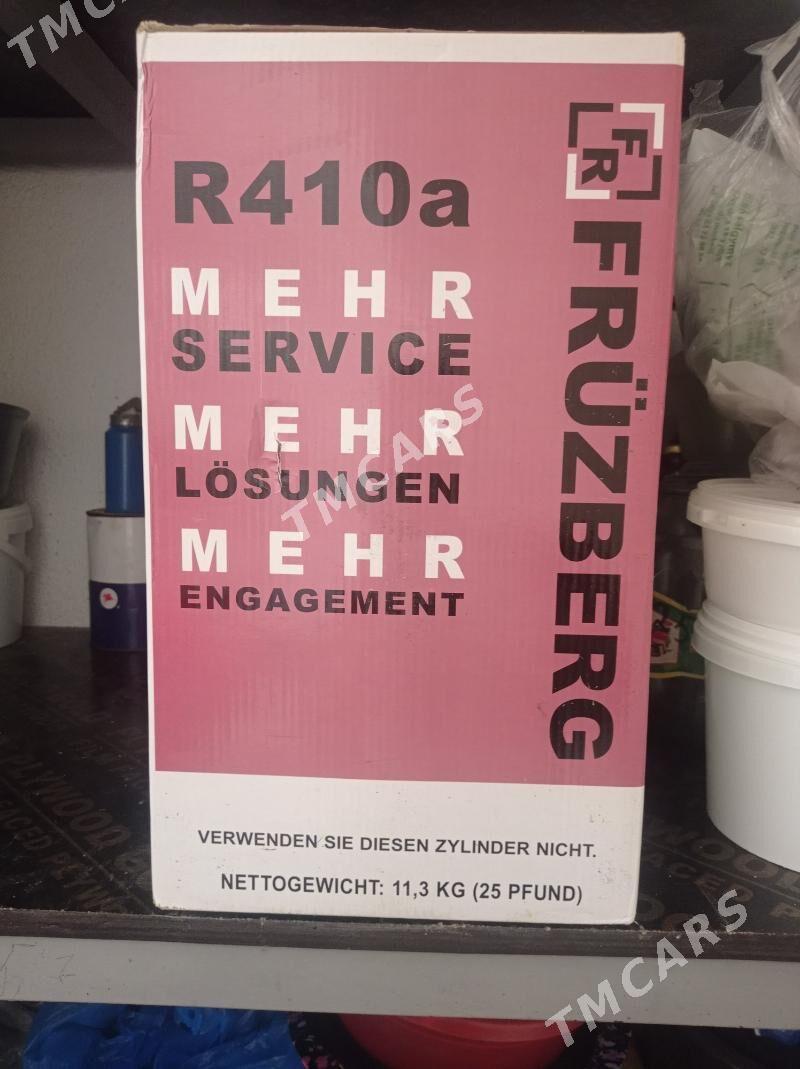 TMCARS
R410a
MEHR
SERVICE
MEHR
LÖSUNGEN
MEHR
ENGAGEMENT
FR
FRÜZBERG
VERWENDEN SIE DIESEN ZYLINDER NICHT.
NETTOGEWICHT: 11,3 KG (25 PFUND)
TMCARS
TMCARS
PLYWOOD